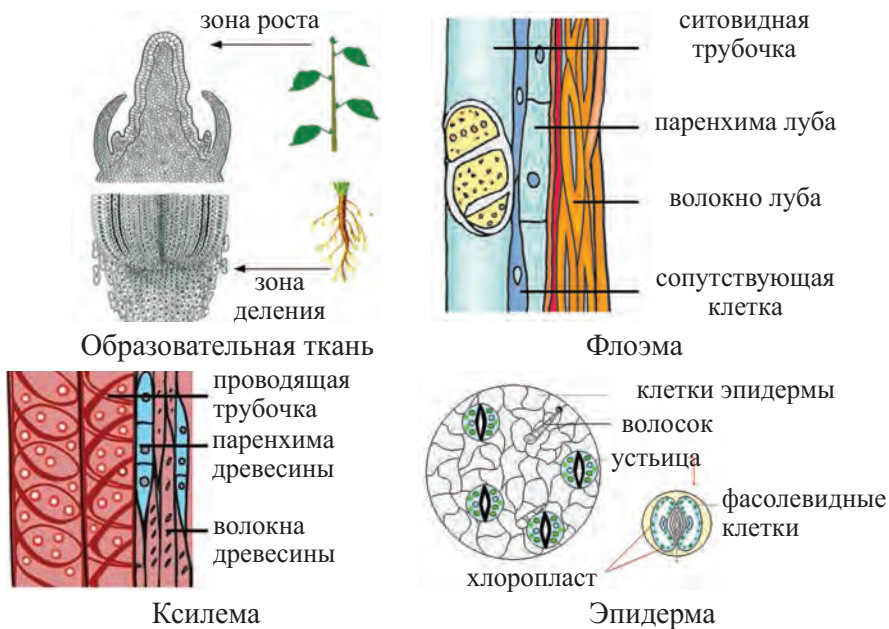 зона роста
зона
деления
Образовательная ткань
ситовидная
трубочка
паренхима луба
волокно луба
сопутствующая
клетка
Флоэма
проводящая
трубочка
паренхима
древесины
волокна
древесины
Ксилема
клетки эпидермы
волосок
устьица
фасолевидные
клетки
хлоропласт
Эпидерма